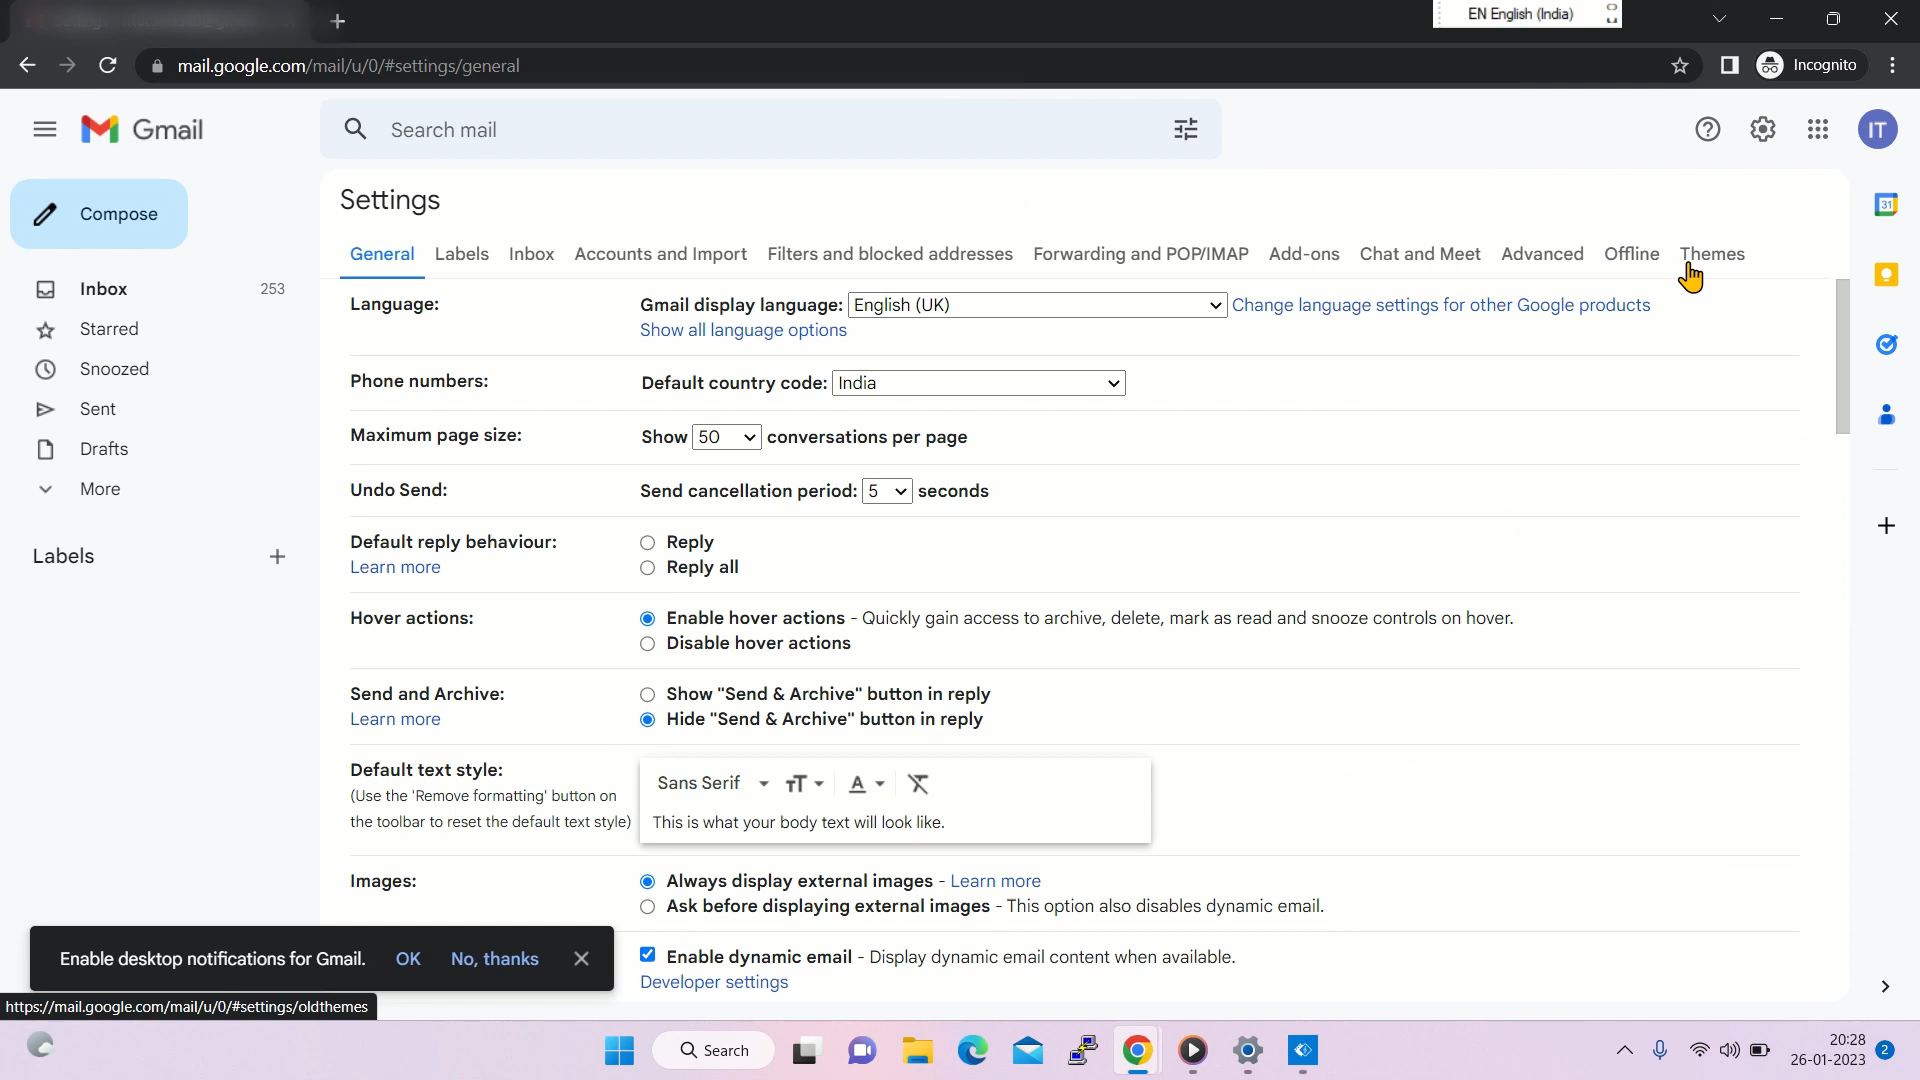 EN English (India)
mail.google.com/mail/u/0/#settings/general
Incognito
Gmail
Search mail
IT
Compose
Inbox 253
Starred
Snoozed
Sent
Drafts
More
Labels
Settings
General Labels Inbox Accounts and Import Filters and blocked addresses Forwarding and POP/IMAP Add-ons Chat and Meet Advanced Offline Themes
Language: Gmail display language: English (UK) Change language settings for other Google products
Show all language options
Phone numbers: Default country code: India
Maximum page size: Show 50 conversations per page
Undo Send: Send cancellation period: 5 seconds
Default reply behaviour: Reply
Learn more Reply all
Hover actions: Enable hover actions - Quickly gain access to archive, delete, mark as read and snooze controls on hover.
Disable hover actions
Send and Archive: Show "Send & Archive" button in reply
Learn more Hide "Send & Archive" button in reply
Default text style:
(Use the 'Remove formatting' button on
the toolbar to reset the default text style)
Sans Serif
This is what your body text will look like.
Images: Always display external images - Learn more
Ask before displaying external images - This option also disables dynamic email.
Enable dynamic email - Display dynamic email content when available.
Developer settings
31
Enable desktop notifications for Gmail. OK No, thanks
https://mail.google.com/mail/u/0/#settings/oldthemes
Search
20:28
26-01-2023
2